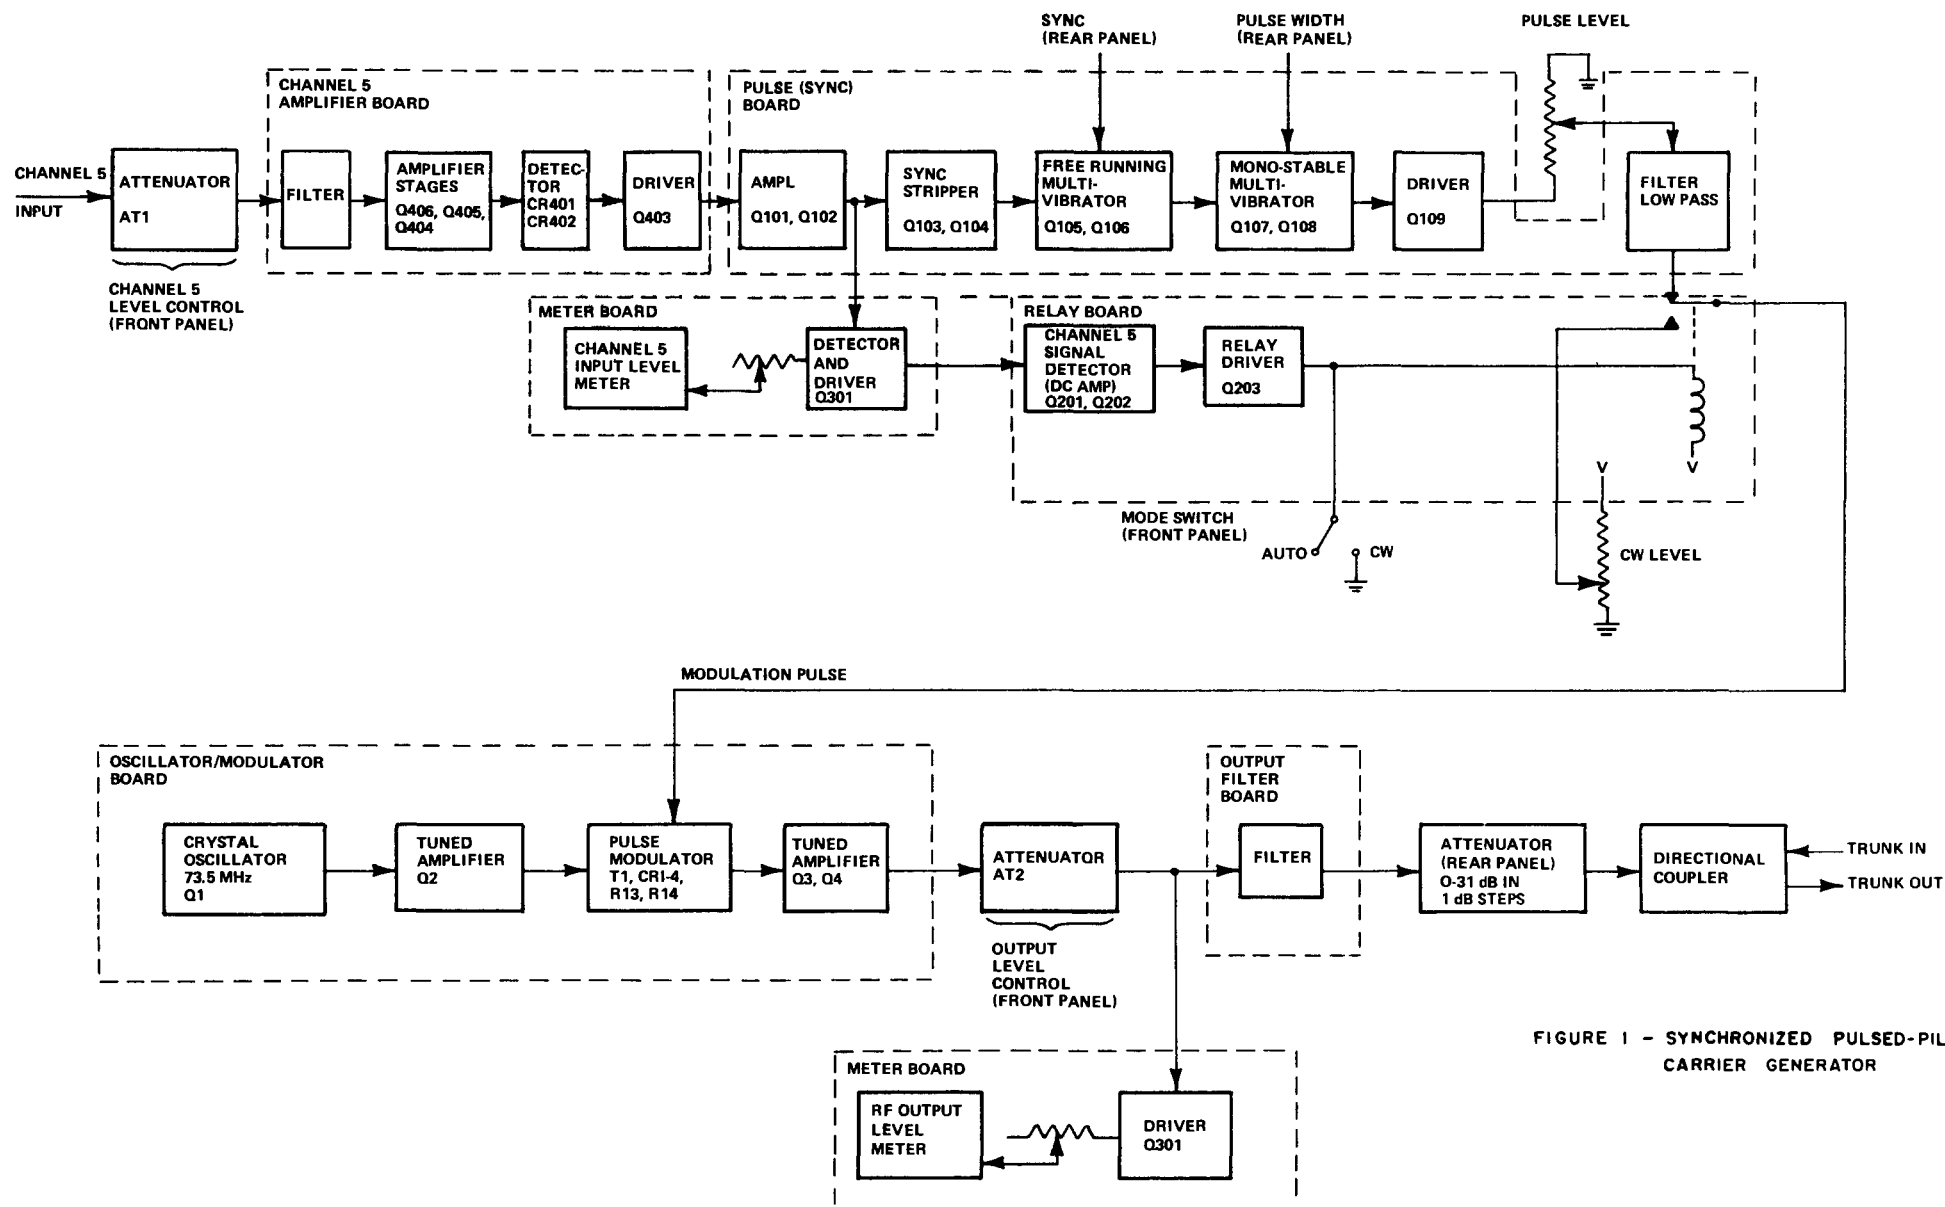 SYNC
(REAR PANEL)
PULSE WIDTH
(REAR PANEL)
PULSE LEVEL
CHANNEL 5
AMPLIFIER BOARD
PULSE (SYNC)
BOARD
CHANNEL 5
INPUT
ATTENUATOR
AT1
FILTER
AMPLIFIER
STAGES
Q406, Q405,
Q404
DETEC-
TOR
CR401
CR402
DRIVER
Q403
AMPL
Q101, Q102
SYNC
STRIPPER
Q103, Q104
FREE RUNNING
MULTI-
VIBRATOR
Q105, Q106
MONO-STABLE
MULTI-
VIBRATOR
Q107, Q108
DRIVER
Q109
FILTER
LOW PASS
CHANNEL 5
LEVEL CONTROL
(FRONT PANEL)
METER BOARD
CHANNEL 5
INPUT LEVEL
METER
DETECTOR
AND
DRIVER
Q301
RELAY BOARD
CHANNEL 5
SIGNAL
DETECTOR
(DC AMP)
Q201, Q202
RELAY
DRIVER
Q203
V
V
MODE SWITCH
(FRONT PANEL)
AUTO
CW
CW LEVEL
MODULATION PULSE
OSCILLATOR/MODULATOR
BOARD
CRYSTAL
OSCILLATOR
73.5 MHz
Q1
TUNED
AMPLIFIER
Q2
PULSE
MODULATOR
T1, CRI-4,
R13, R14
TUNED
AMPLIFIER
Q3, Q4
ATTENUATOR
AT2
OUTPUT
LEVEL
CONTROL
(FRONT PANEL)
OUTPUT
FILTER
BOARD
FILTER
ATTENUATOR
(REAR PANEL)
0-31 dB IN
1 dB STEPS
DIRECTIONAL
COUPLER
TRUNK IN
TRUNK OUT
METER BOARD
RF OUTPUT
LEVEL
METER
DRIVER
Q301
FIGURE 1 - SYNCHRONIZED PULSED-PIL
CARRIER GENERATOR